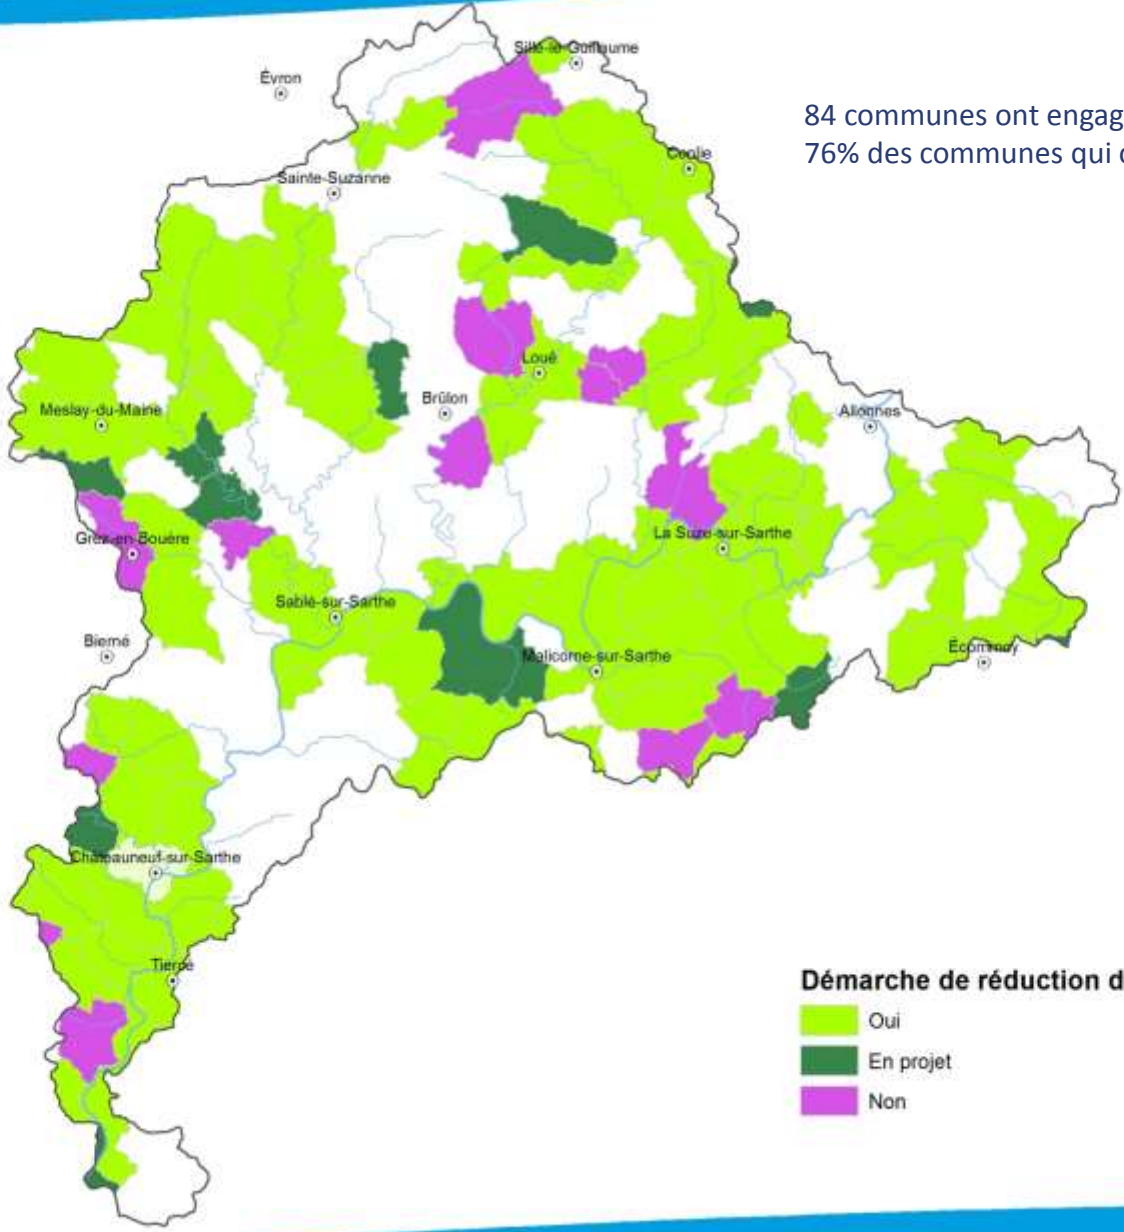 Sillé-le-Guillaume
Évron
84 communes ont engag
76% des communes qui
Conlie
Sainte-Suzanne
Loué
Brûlon
Meslay-du-Maine
Allonnes
La Suze-sur-Sarthe
Grez-en-Bouère
Sablé-sur-Sarthe
Bierné
Malicorne-sur-Sarthe
Écommoy
Châteauneuf-sur-Sarthe
Tiercé
Démarche de réduction d
Oui
En projet
Non